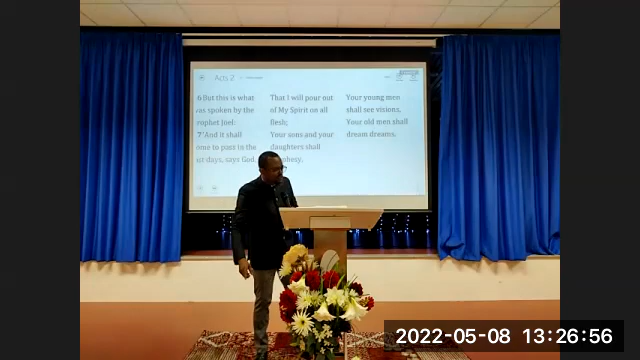 Acts 2
6 But this is what
was spoken by the
prophet Joel:
7 'And it shall
come to pass in the
last days, says God,
That I will pour out
of My Spirit on all
flesh;
Your sons and your
daughters shall
prophesy,
Your young men
shall see visions,
Your old men shall
dream dreams.
2022-05-08 13:26:56